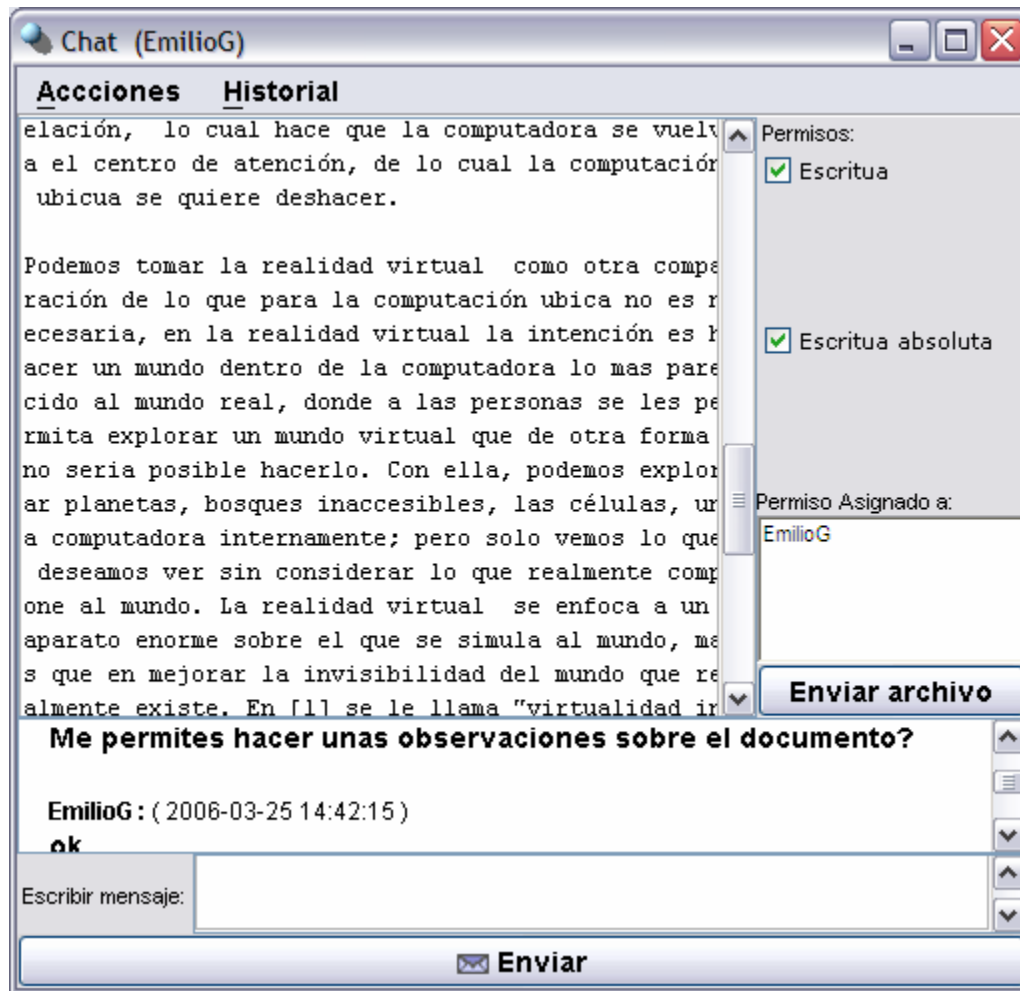 Chat (EmilioG)
Accciones Historial
elación, lo cual hace que la computadora se vuelv
a el centro de atención, de lo cual la computación
ubicua se quiere deshacer.
Podemos tomar la realidad virtual como otra compa
ración de lo que para la computación ubica no es n
ecesaria, en la realidad virtual la intención es h
acer un mundo dentro de la computadora lo mas pare
cido al mundo real, donde a las personas se les pe
rmita explorar un mundo virtual que de otra forma
no seria posible hacerlo. Con ella, podemos explor
ar planetas, bosques inaccesibles, las células, un
a computadora internamente; pero solo vemos lo que
deseamos ver sin considerar lo que realmente comp
one al mundo. La realidad virtual se enfoca a un
aparato enorme sobre el que se simula al mundo, ma
s que en mejorar la invisibilidad del mundo que re
almente existe. En [1] se le llama "virtualidad in
Permisos:
Escritua
Escritua absoluta
Permiso Asignado a:
EmilioG
Enviar archivo
Me permites hacer unas observaciones sobre el documento?
EmilioG : ( 2006-03-25 14:42:15 )
ok
Escribir mensaje:
Enviar